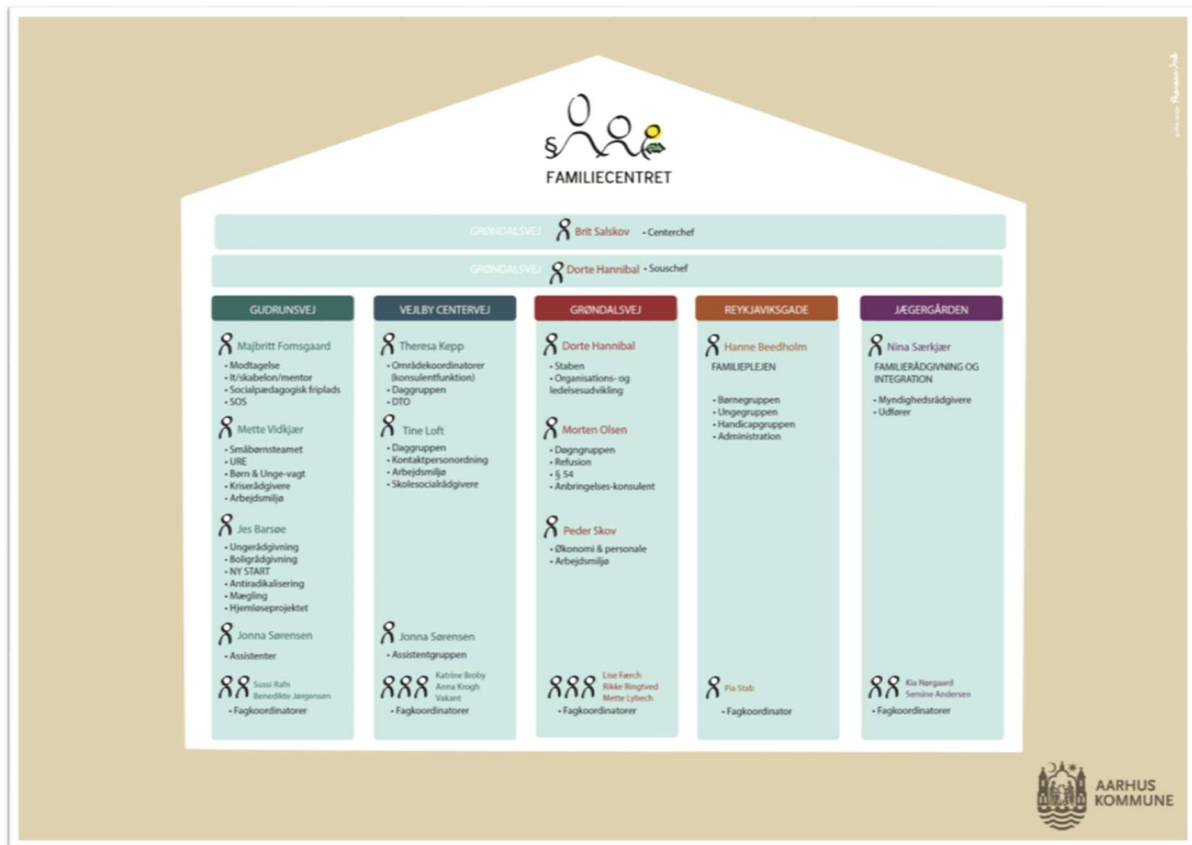 §
FAMILIECENTRET
GRØNDALSVEJ Brit Salskov • Centerchef
GRØNDALSVEJ Dorte Hannibal • Souschef
GUDRUNSVEJ
Majbritt Fomsgaard
• Modtagelse
• It/skabelon/mentor
• Socialpædagogisk friplads
• SOS
Mette Vidkjær
• Småbørnsteamet
• URE
• Børn & Unge-vagt
• Kriserådgivere
• Arbejdsmiljø
Jes Barsøe
• Ungerådgivning
• Boligrådgivning
• NY START
• Antiradikalisering
• Mægling
• Hjemløseprojektet
Jonna Sørensen
• Assistenter
Sussi Rafn
Benedikte Jørgensen
• Fagkoordinatorer
VEJLBY CENTERVEJ
Theresa Kepp
• Områdekoordinatorer
(konsulentfunktion)
• Daggruppen
• DTO
Tine Loft
• Daggruppen
• Kontaktpersonordning
• Arbejdsmiljø
• Skolesocialrådgivere
Jonna Sørensen
• Assistentgruppen
Katrine Broby
Anna Krogh
Vakant
• Fagkoordinatorer
GRØNDALSVEJ
Dorte Hannibal
• Staben
• Organisations- og
ledelsesudvikling
Morten Olsen
• Døgngruppen
• Refusion
• § 54
• Anbringelses-konsulent
Peder Skov
• Økonomi & personale
• Arbejdsmiljø
Lise Færch
Rikke Ringtved
Mette Lybech
• Fagkoordinatorer
REYKJAVIKSGADE
Hanne Beedholm
FAMILIEPLEJEN
• Børnegruppen
• Ungegruppen
• Handicapgruppen
• Administration
Pia Stab
• Fagkoordinator
JÆGERGÅRDEN
Nina Særkjær
FAMILIERÅDGIVNING OG
INTEGRATION
• Myndighedsrådgivere
• Udfører
Kia Nørgaard
Semine Andersen
• Fagkoordinatorer
AARHUS
KOMMUNE